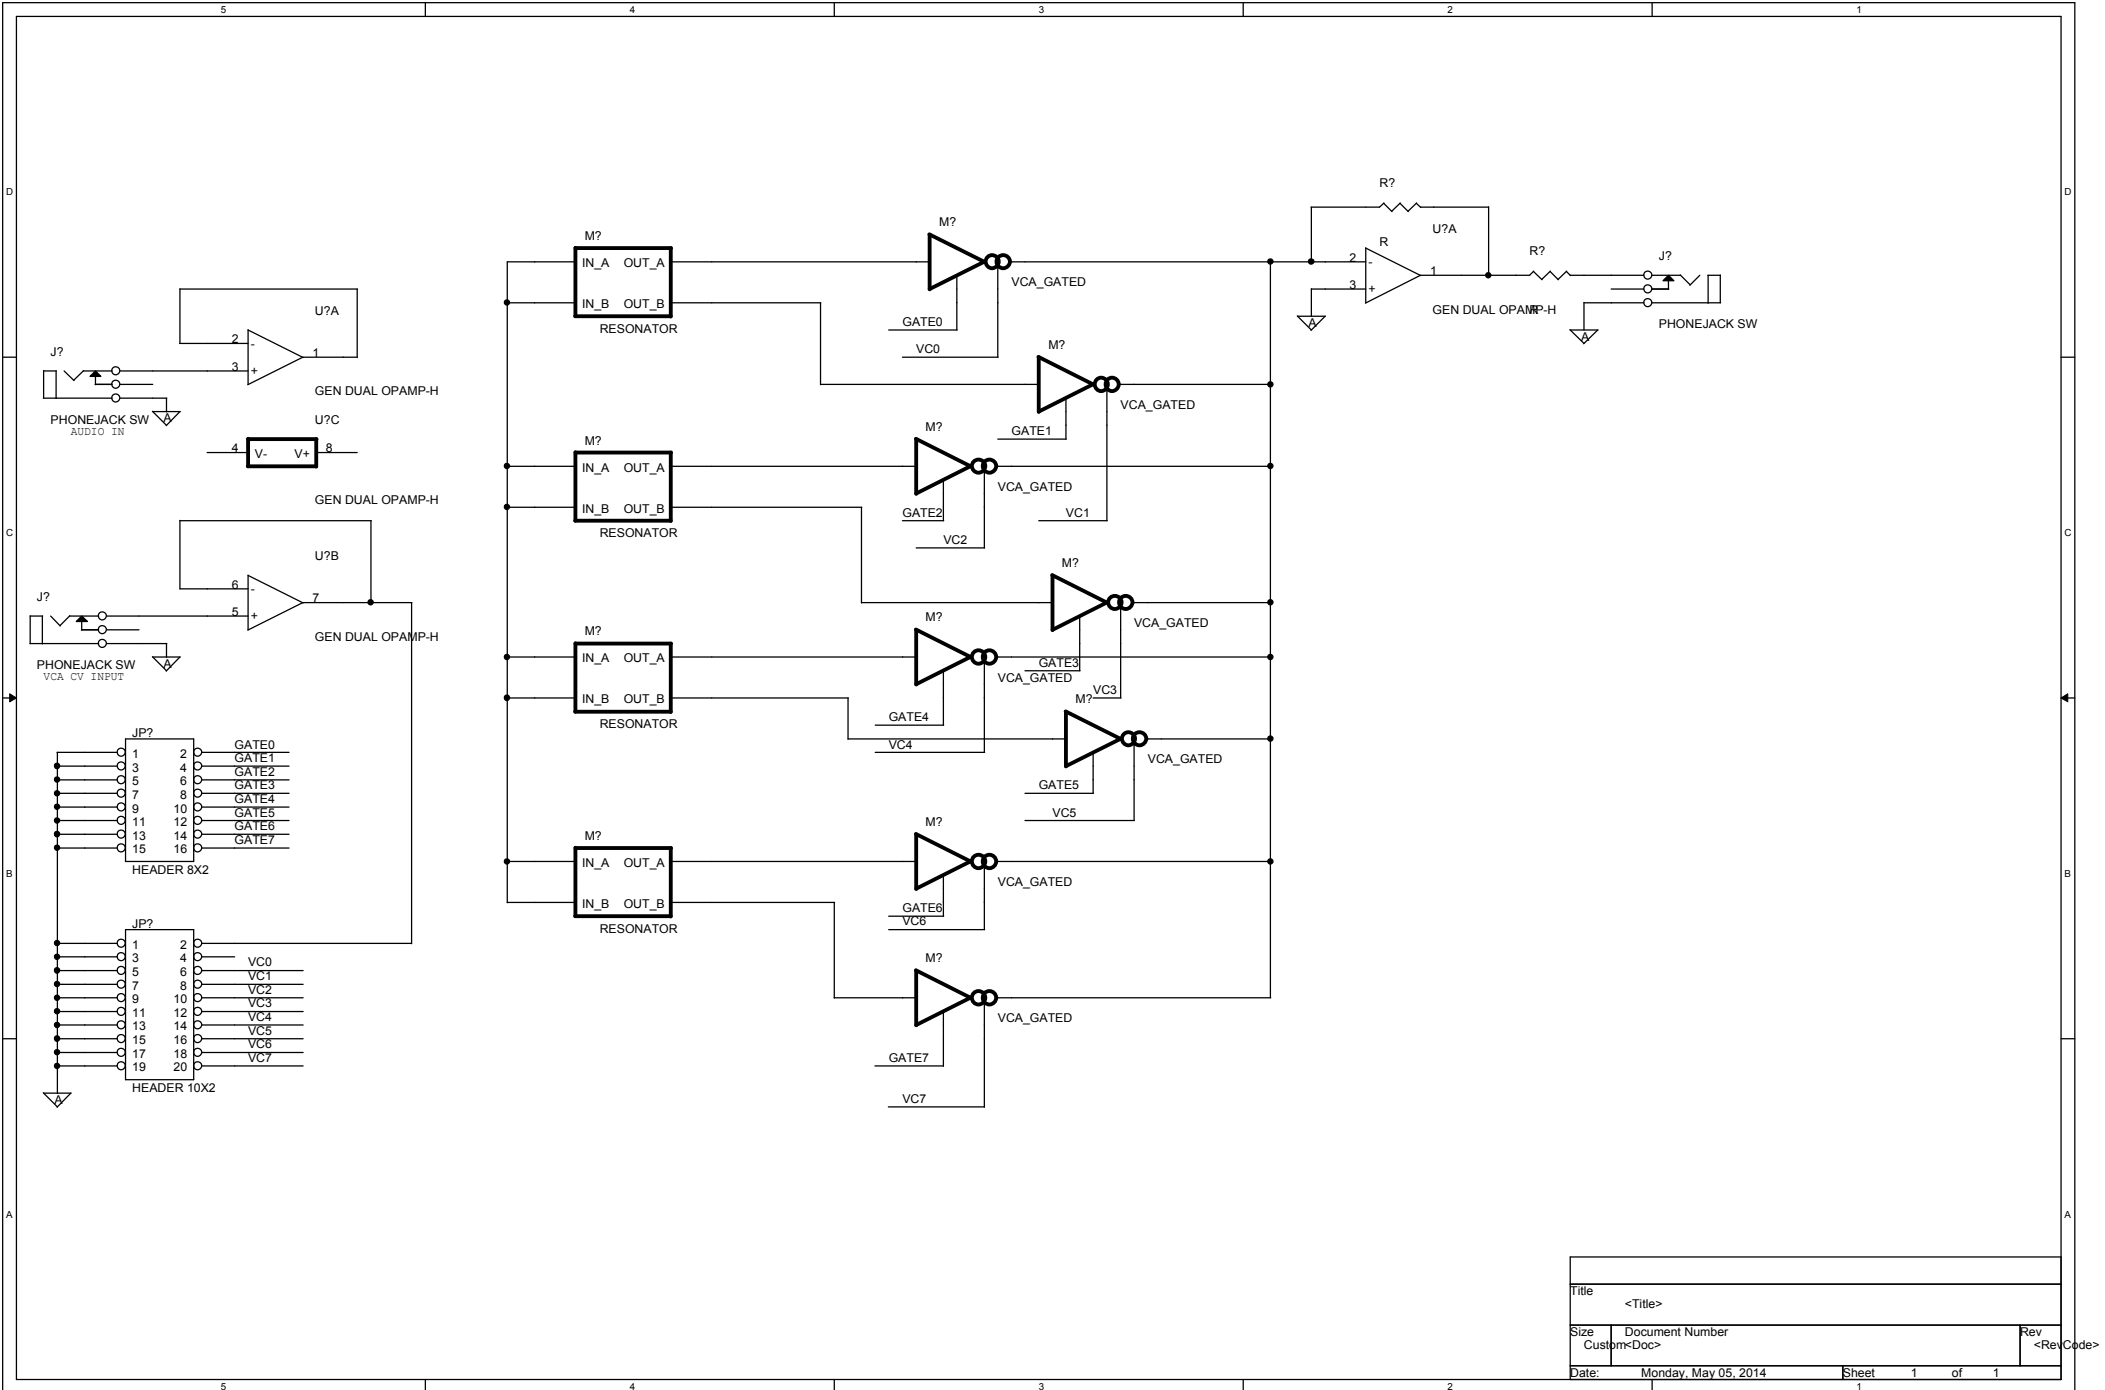 5 4 3 2 1
D D
C C
B B
A A
5 4 3 2 1
J?
PHONEJACK SW
AUDIO IN
A
U?A
2
-
3
+
1
GEN DUAL OPAMP-H
U?C
4 V- V+ 8
GEN DUAL OPAMP-H
J?
PHONEJACK SW
VCA CV INPUT
A
U?B
6
-
5
+
7
GEN DUAL OPAMP-H
JP?
1 2 GATE0
3 4 GATE1
5 6 GATE2
7 8 GATE3
9 10 GATE4
11 12 GATE5
13 14 GATE6
15 16 GATE7
HEADER 8X2
JP?
1 2
3 4
5 6 VC0
7 8 VC1
9 10 VC2
11 12 VC3
13 14 VC4
15 16 VC5
17 18 VC6
19 20 VC7
HEADER 10X2
A
M?
IN_A OUT_A
IN_B OUT_B
RESONATOR
M?
IN_A OUT_A
IN_B OUT_B
RESONATOR
M?
IN_A OUT_A
IN_B OUT_B
RESONATOR
M?
IN_A OUT_A
IN_B OUT_B
RESONATOR
M?
VCA_GATED
GATE0
VC0
M?
VCA_GATED
GATE1
VC1
M?
VCA_GATED
GATE2
VC2
M?
VCA_GATED
GATE3
VC3
M?
VCA_GATED
GATE4
VC4
M?
VCA_GATED
GATE5
VC5
M?
VCA_GATED
GATE6
VC6
M?
VCA_GATED
GATE7
VC7
R?
R
U?A
2
-
3
+
1
GEN DUAL OPAMP-H
A
R?
R
J?
PHONEJACK SW
A
Title
<Title>
Size Document Number Rev
Custom <Doc> <RevCode>
Date: Monday, May 05, 2014 Sheet 1 of 1